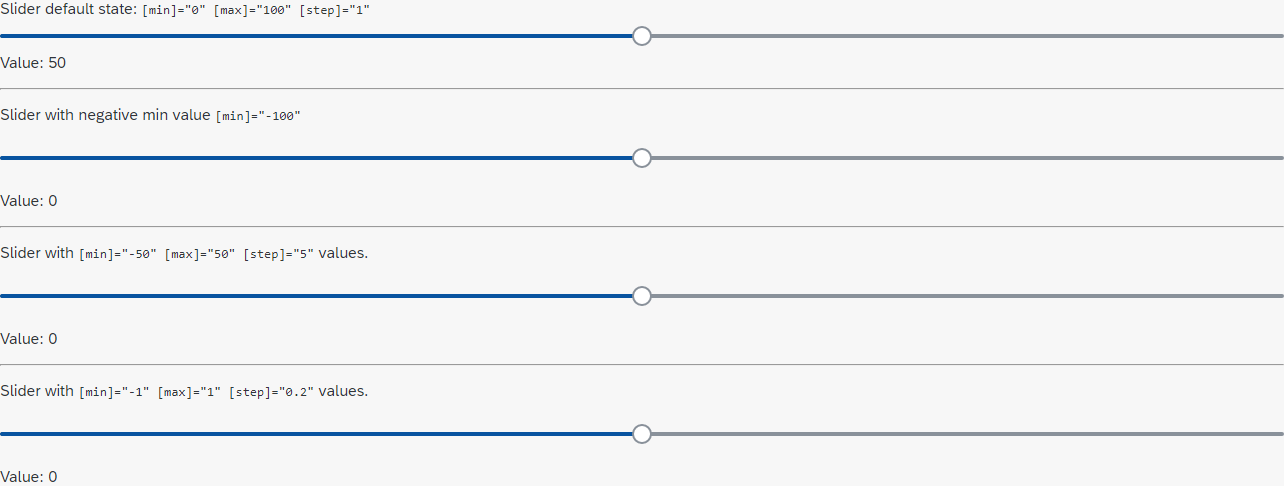 Slider default state: [min]="0" [max]="100" [step]="1"
Value: 50
Slider with negative min value [min]="-100"
Value: 0
Slider with [min]="-50" [max]="50" [step]="5" values.
Value: 0
Slider with [min]="-1" [max]="1" [step]="0.2" values.
Value: 0